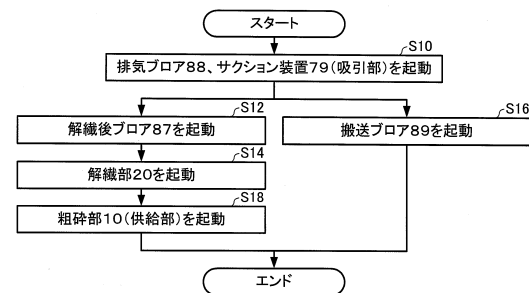 スタート
S10
排気ブロア88、サクション装置79(吸引部)を起動
S12
解繊後ブロア87を起動
S16
搬送ブロア89を起動
S14
解繊部20を起動
S18
粗砕部10(供給部)を起動
エンド